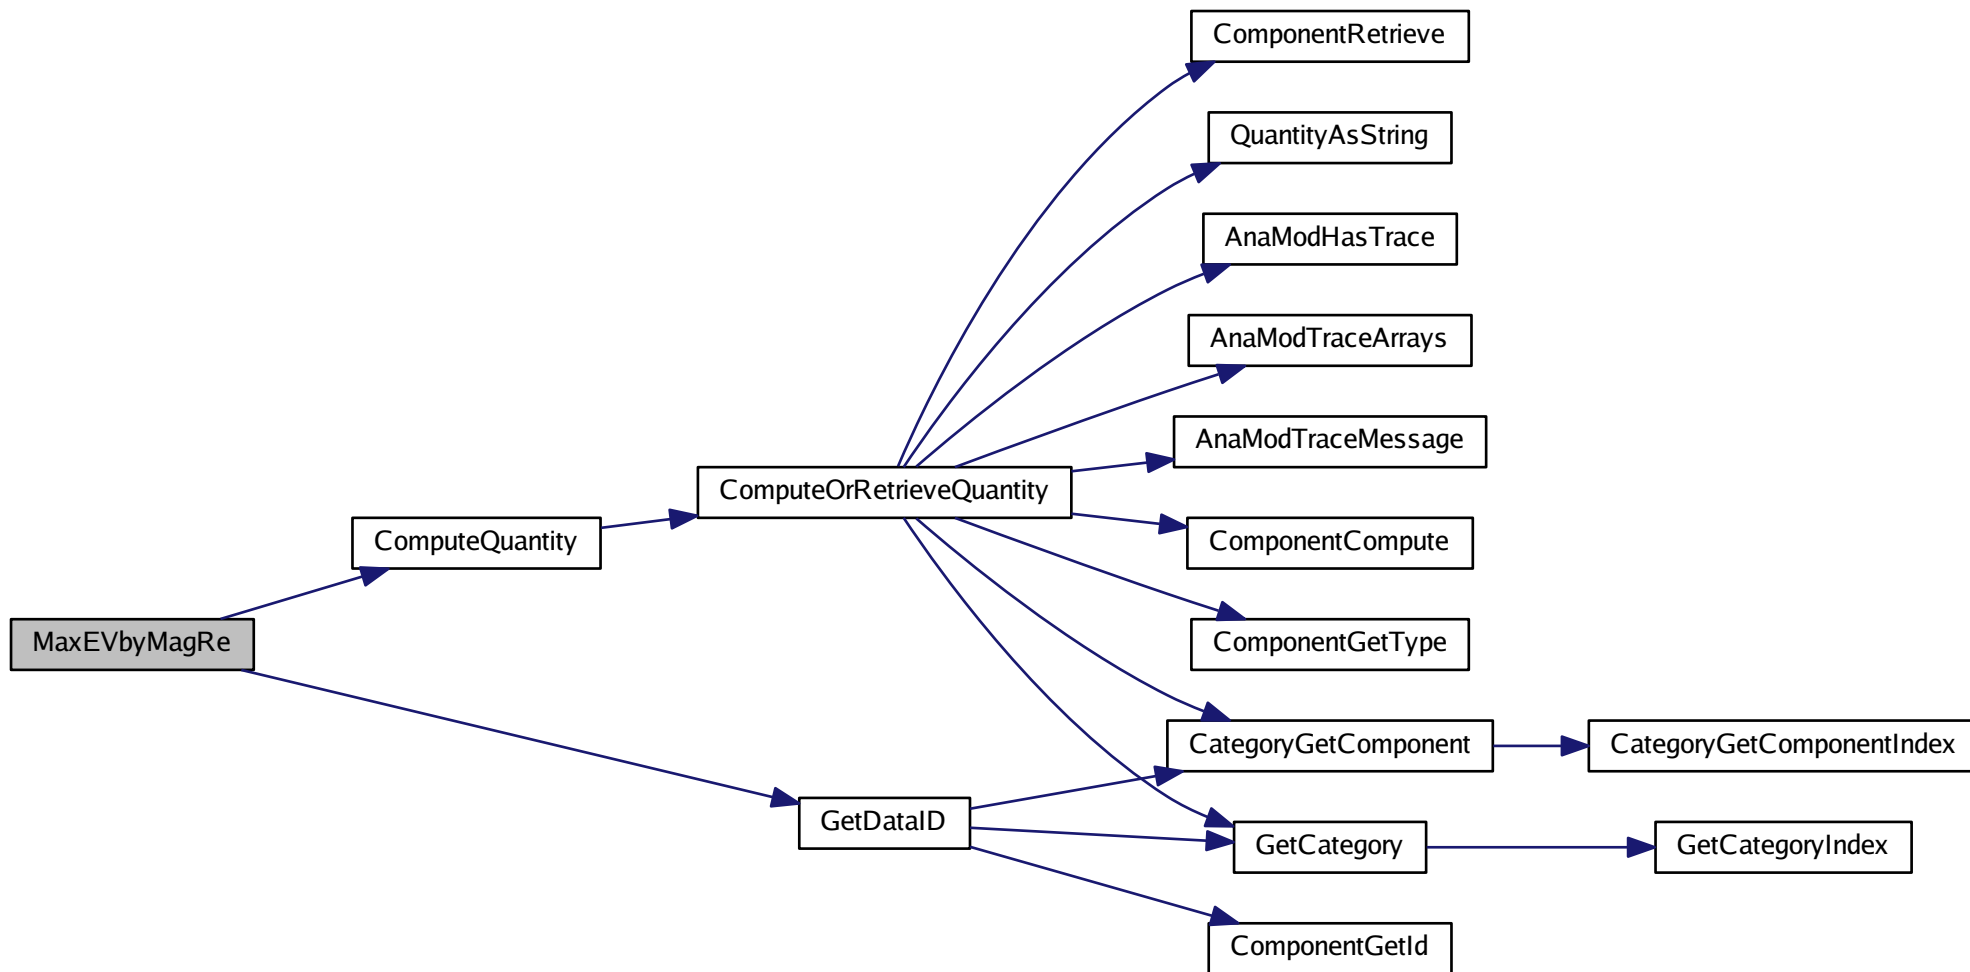 ComponentRetrieve
QuantityAsString
AnaModHasTrace
AnaModTraceArrays
AnaModTraceMessage
ComputeOrRetrieveQuantity
ComputeQuantity
ComponentCompute
MaxEVbyMagRe
ComponentGetType
CategoryGetComponent
CategoryGetComponentIndex
GetDataID
GetCategory
GetCategoryIndex
ComponentGetId